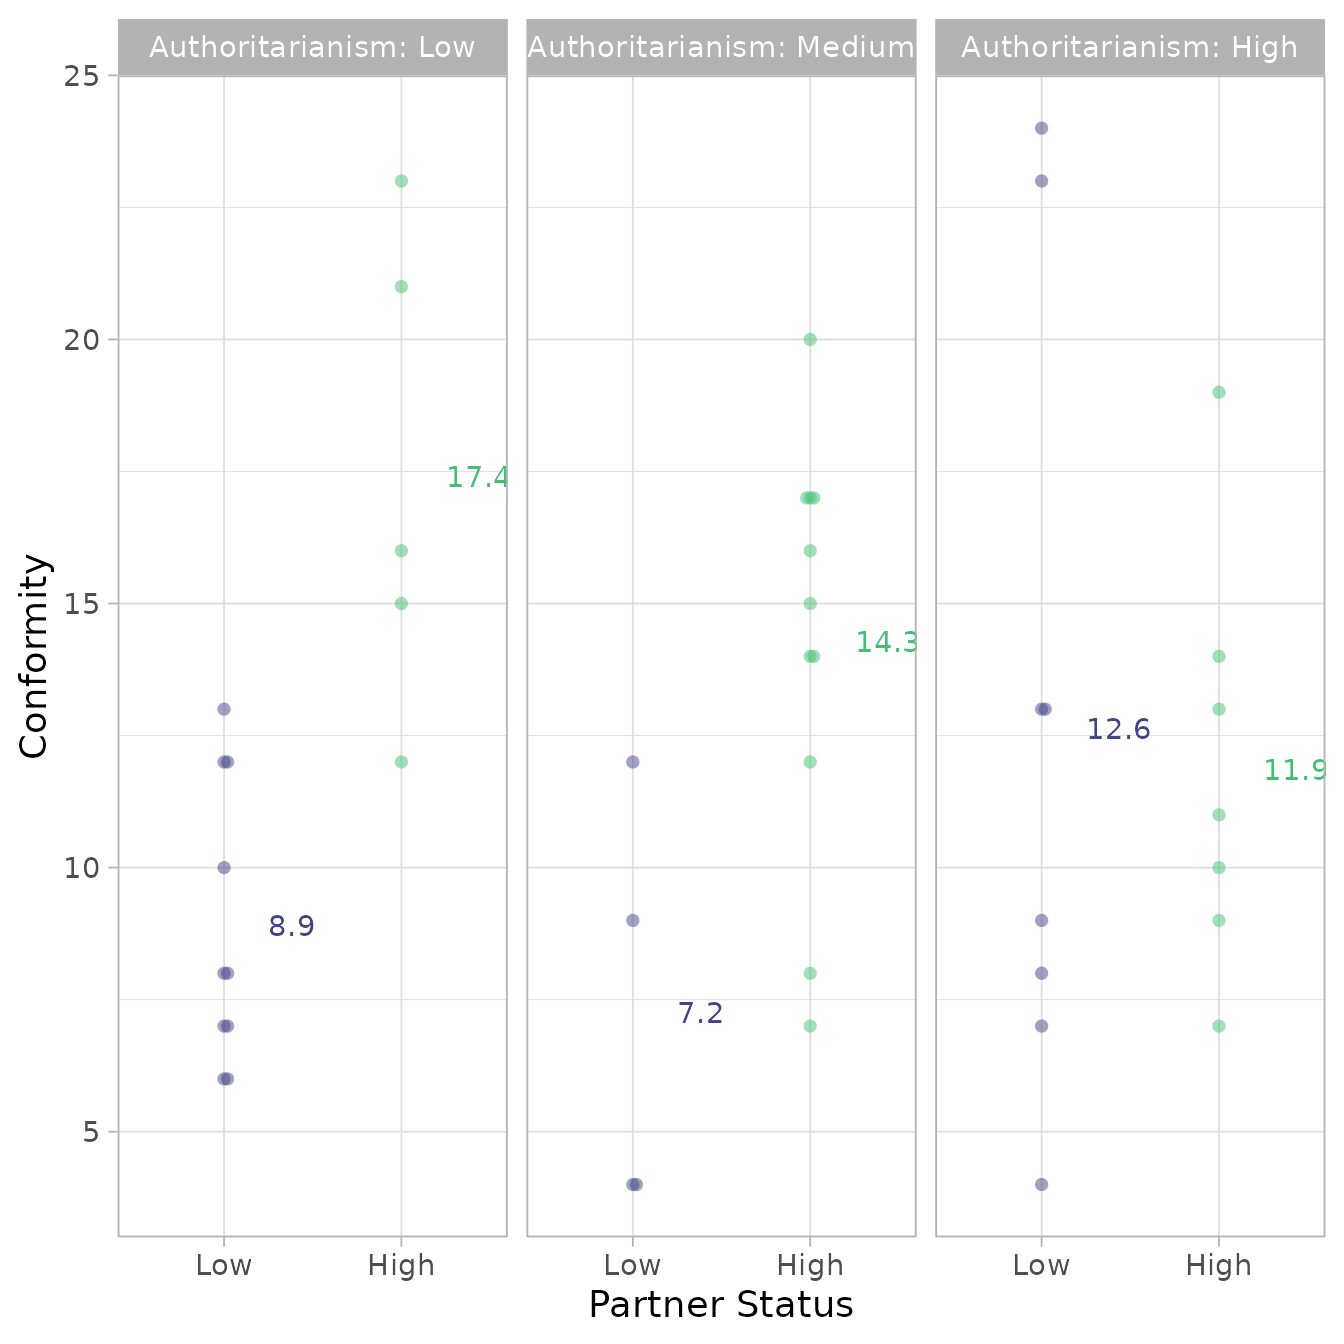 Authoritarianism: Low
Authoritarianism: Medium
Authoritarianism: High
25
20
15
10
5
Conformity
17.4
8.9
14.3
7.2
12.6
11.9
Low
High
Low
High
Low
High
Partner Status